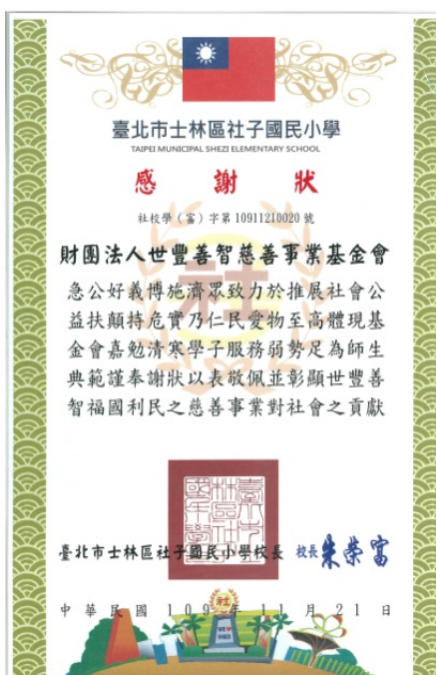 臺北市士林區社子國民小學
TAIPEI MUNICIPAL SHEZI ELEMENTARY SCHOOL
感謝狀
社校學（富）字第10911210020號
財團法人世豐善智慈善事業基金會
急公好義博施濟眾致力於推展社會公
益扶顛持危實乃仁民愛物至高體現基
金會嘉勉清寒學子服務弱勢足為師生
典範謹奉謝狀以表敬佩並彰顯世豐善
智福國利民之慈善事業對社會之貢獻
臺北市士林區社子國民小學校長 校長朱榮富
社
中華民國109年11月21日